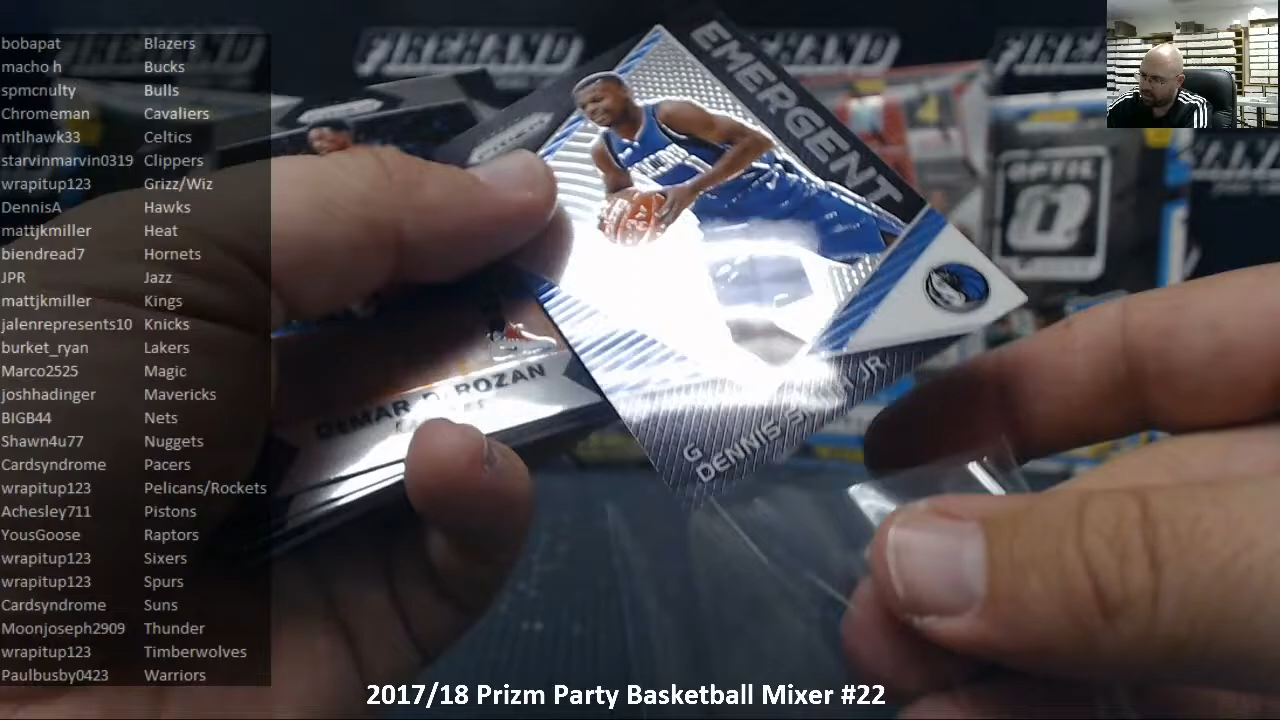 bobapat Blazers
macho h Bucks
spmcnulty Bulls
Chromeman Cavaliers
mtlhawk33 Celtics
starvinmarvin0319 Clippers
wrapitup123 Grizz/Wiz
DennisA Hawks
mattjkmiller Heat
biendread7 Hornets
JPR Jazz
mattjkmiller Kings
jalenrepresents10 Knicks
burket_ryan Lakers
Marco2525 Magic
joshhadinger Mavericks
BIGB44 Nets
Shawn4u77 Nuggets
Cardsyndrome Pacers
wrapitup123 Pelicans/Rockets
Achesley711 Pistons
YousGoose Raptors
wrapitup123 Sixers
wrapitup123 Spurs
Cardsyndrome Suns
Moonjoseph2909 Thunder
wrapitup123 Timberwolves
Paulbusby0423 Warriors
FIREHAND
EMERGENT
G
DENNIS SMITH JR.
DEMAR DEROZAN
OPTIC
2017/18 Prizm Party Basketball Mixer #22